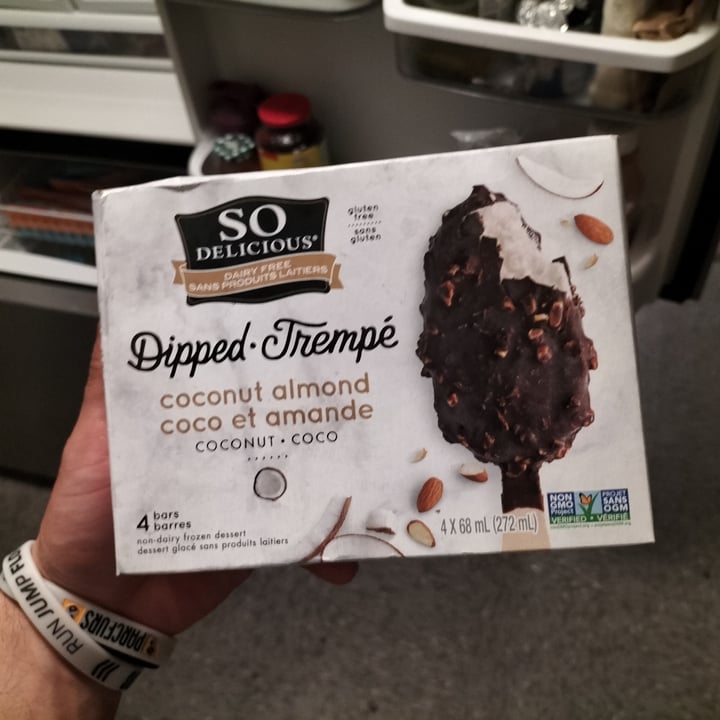 SO
DELICIOUS®
DAIRY FREE
SANS PRODUITS LAITIERS
gluten
free
sans
gluten
Dipped·Trempé
coconut almond
coco et amande
COCONUT • COCO
4 bars
barres
non-dairy frozen dessert
dessert glacé sans produits laitiers
4 X 68 mL (272 mL)
NON
GMO
Project
VERIFIED
PROJET
SANS
OGM
VÉRIFIÉ
RUN JUMP
PARCEURS